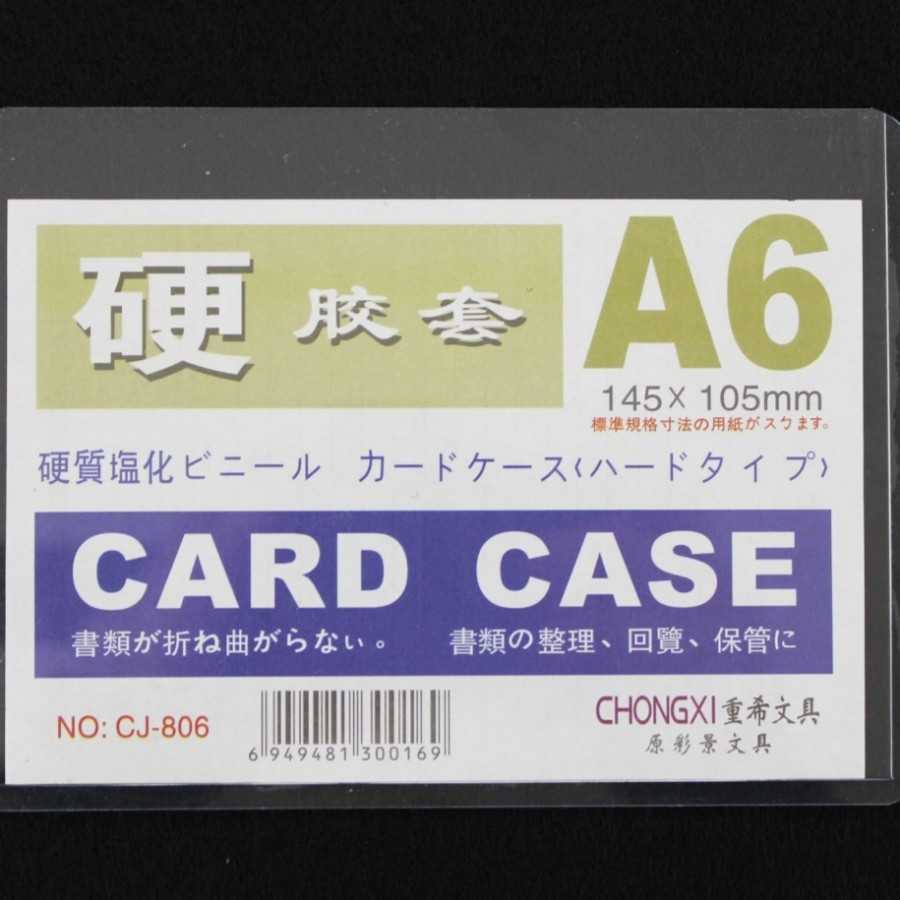 硬 胶套
A6
145× 105mm
標準規格寸法の用紙がスケます。
硬質塩化ビニール カードケース(ハードタイプ)
CARD CASE
書類が折ね曲がらない。 書類の整理、回覽、保管に
NO: CJ-806
6 949481 300169
CHONGXI 重希文具
原彩景文具